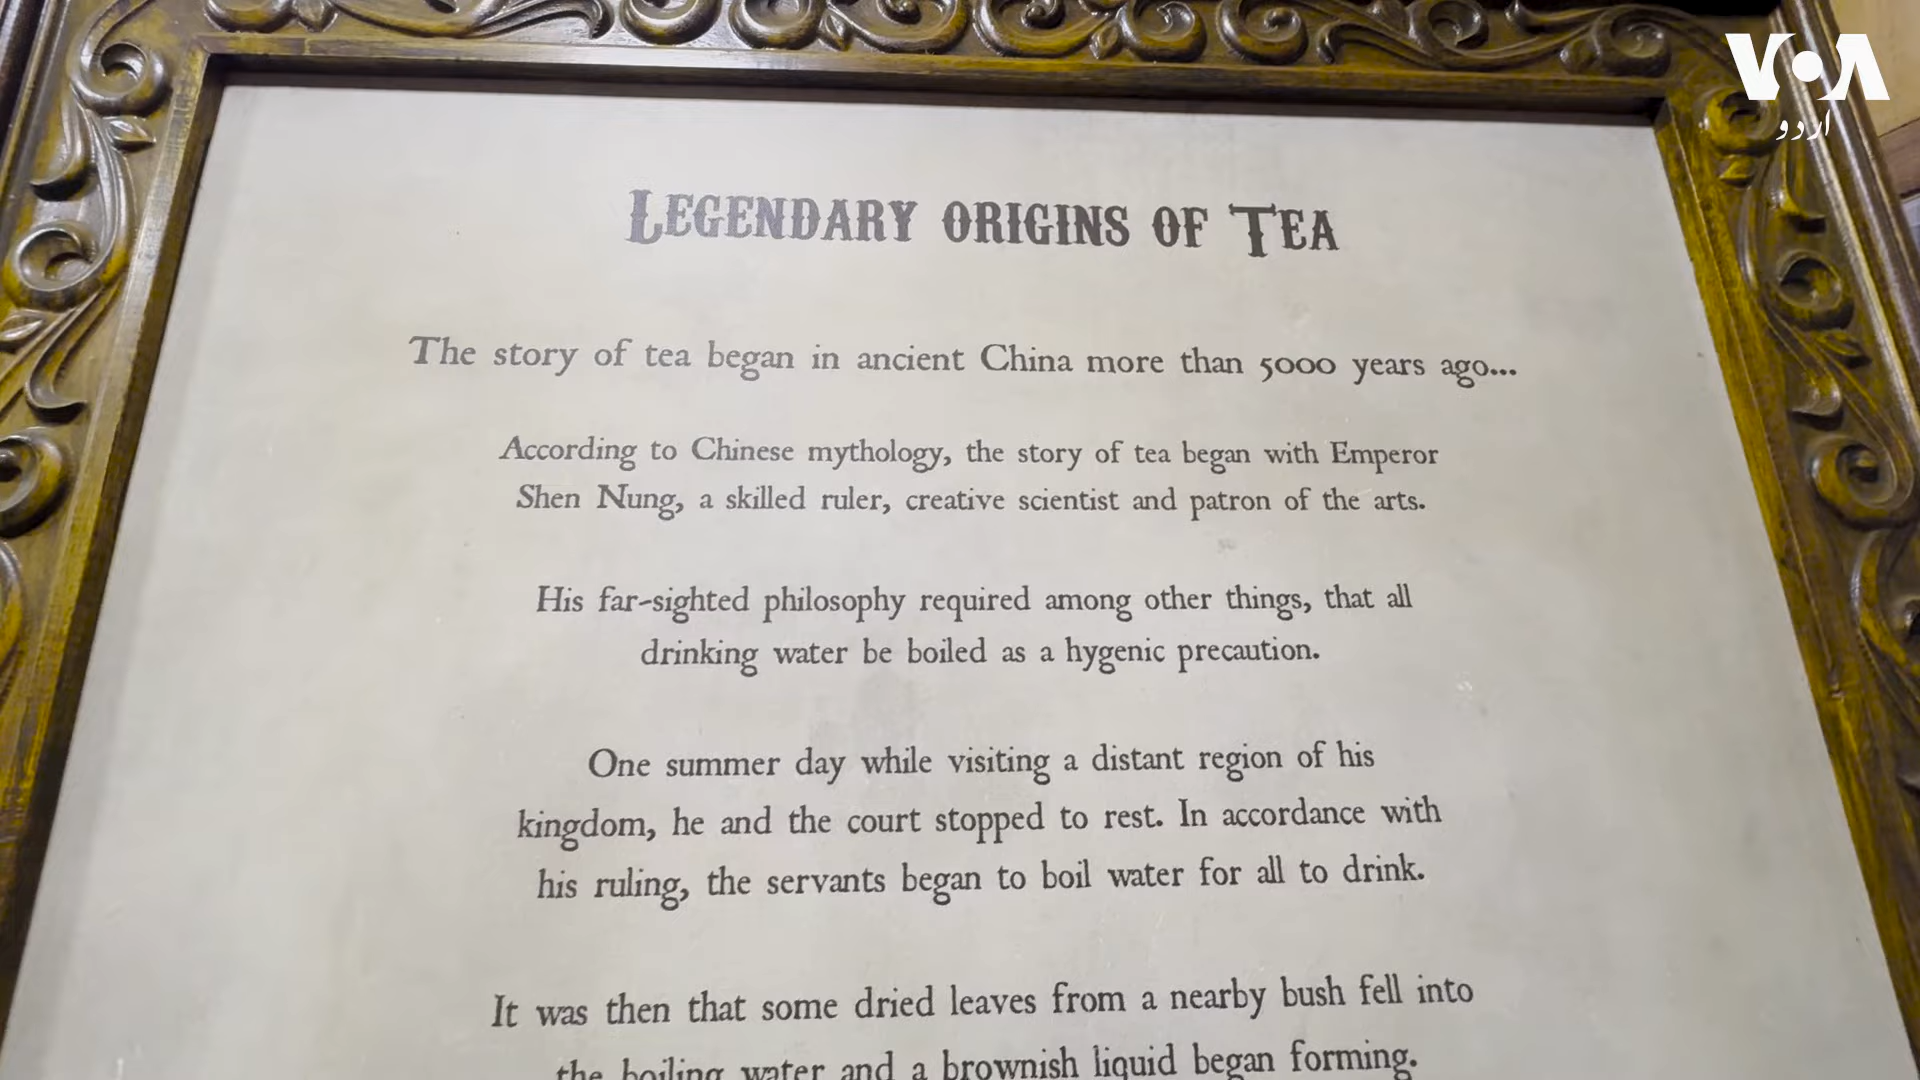 VOA
اردو
LEGENDARY ORIGINS OF TEA
The story of tea began in ancient China more than 5000 years ago...
According to Chinese mythology, the story of tea began with Emperor
Shen Nung, a skilled ruler, creative scientist and patron of the arts.
His far-sighted philosophy required among other things, that all
drinking water be boiled as a hygenic precaution.
One summer day while visiting a distant region of his
kingdom, he and the court stopped to rest. In accordance with
his ruling, the servants began to boil water for all to drink.
It was then that some dried leaves from a nearby bush fell into
the boiling water and a brownish liquid began forming.